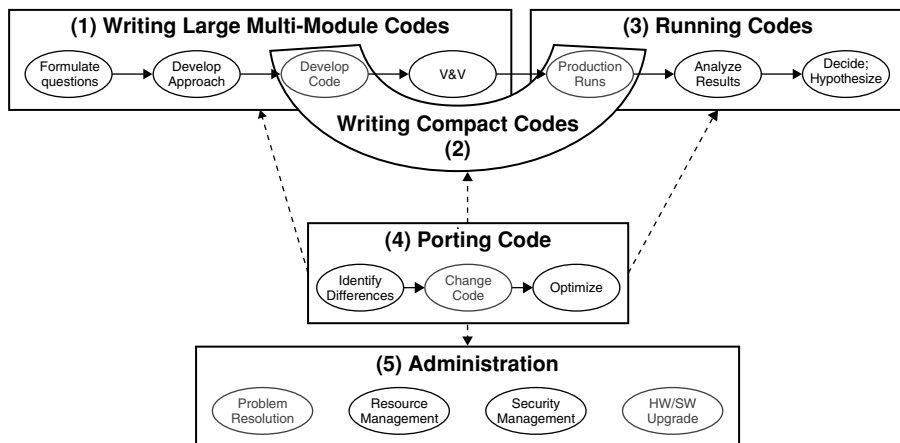 (1) Writing Large Multi-Module Codes
Formulate
questions
Develop
Approach
Develop
Code
V&V
(3) Running Codes
Production
Runs
Analyze
Results
Decide;
Hypothesize
Writing Compact Codes
(2)
(4) Porting Code
Identify
Differences
Change
Code
Optimize
(5) Administration
Problem
Resolution
Resource
Management
Security
Management
HW/SW
Upgrade